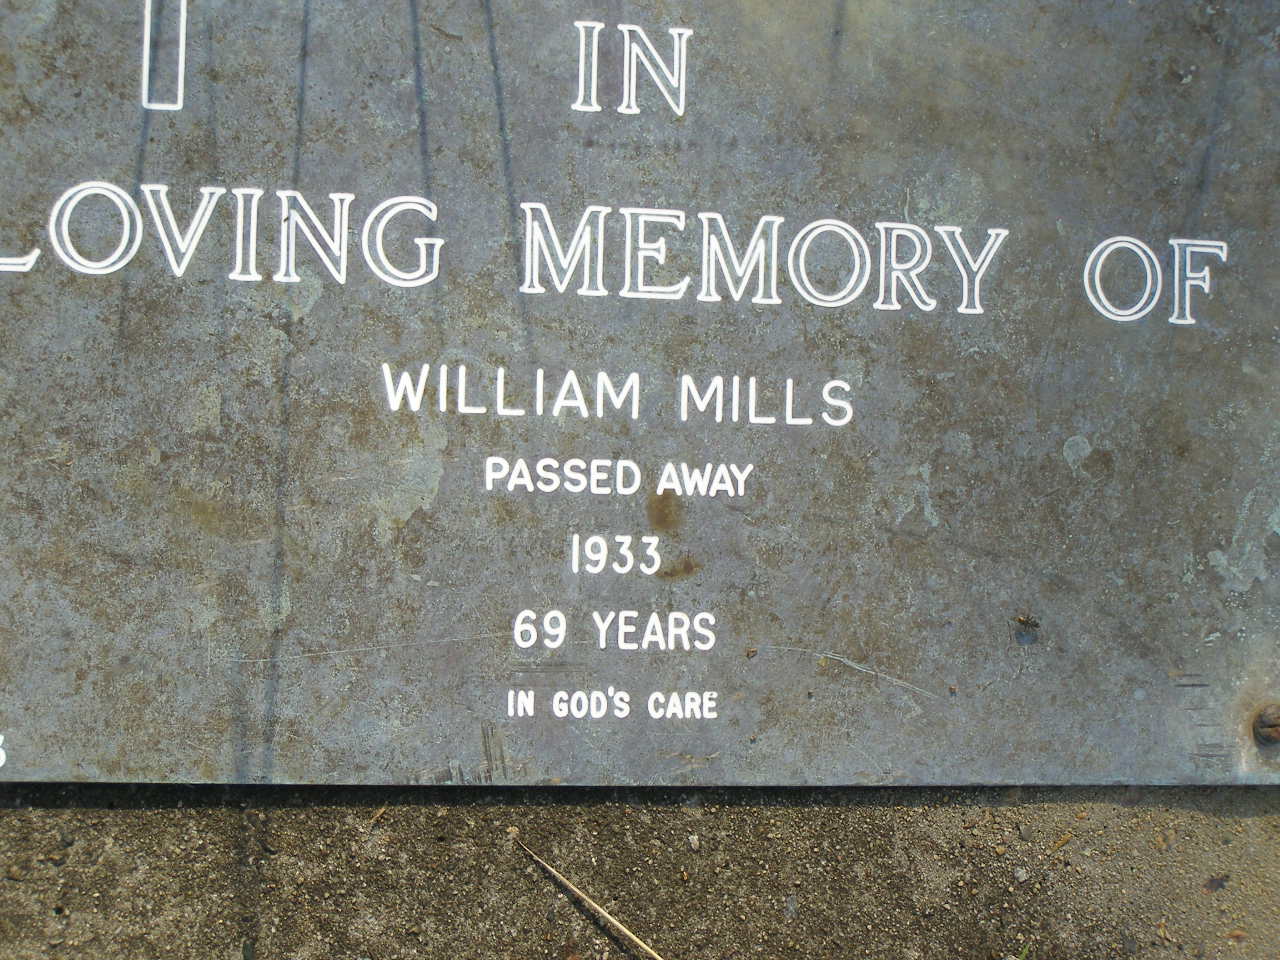 IN
LOVING MEMORY OF
WILLIAM MILLS
PASSED AWAY
1933
69 YEARS
IN GOD'S CARE